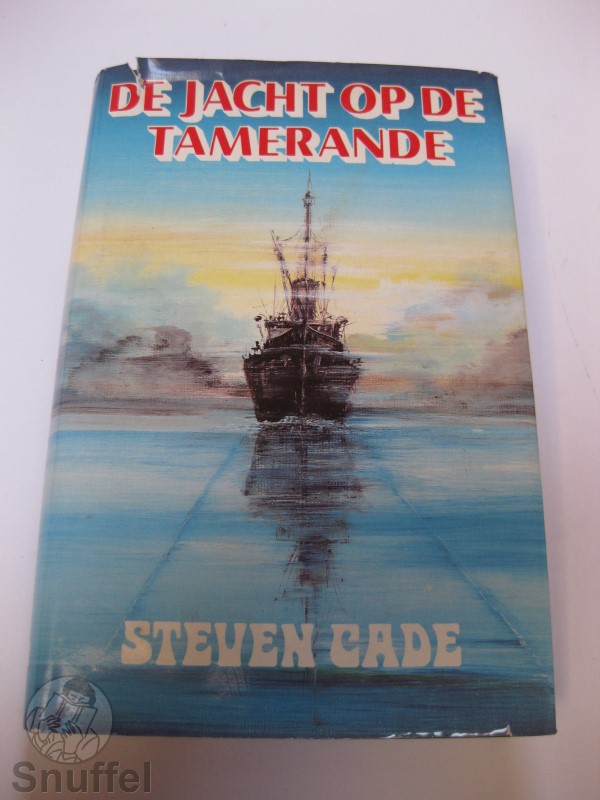 DE JACHT OP DE
TAMERANDE
STEVEN CADE
Snuffel